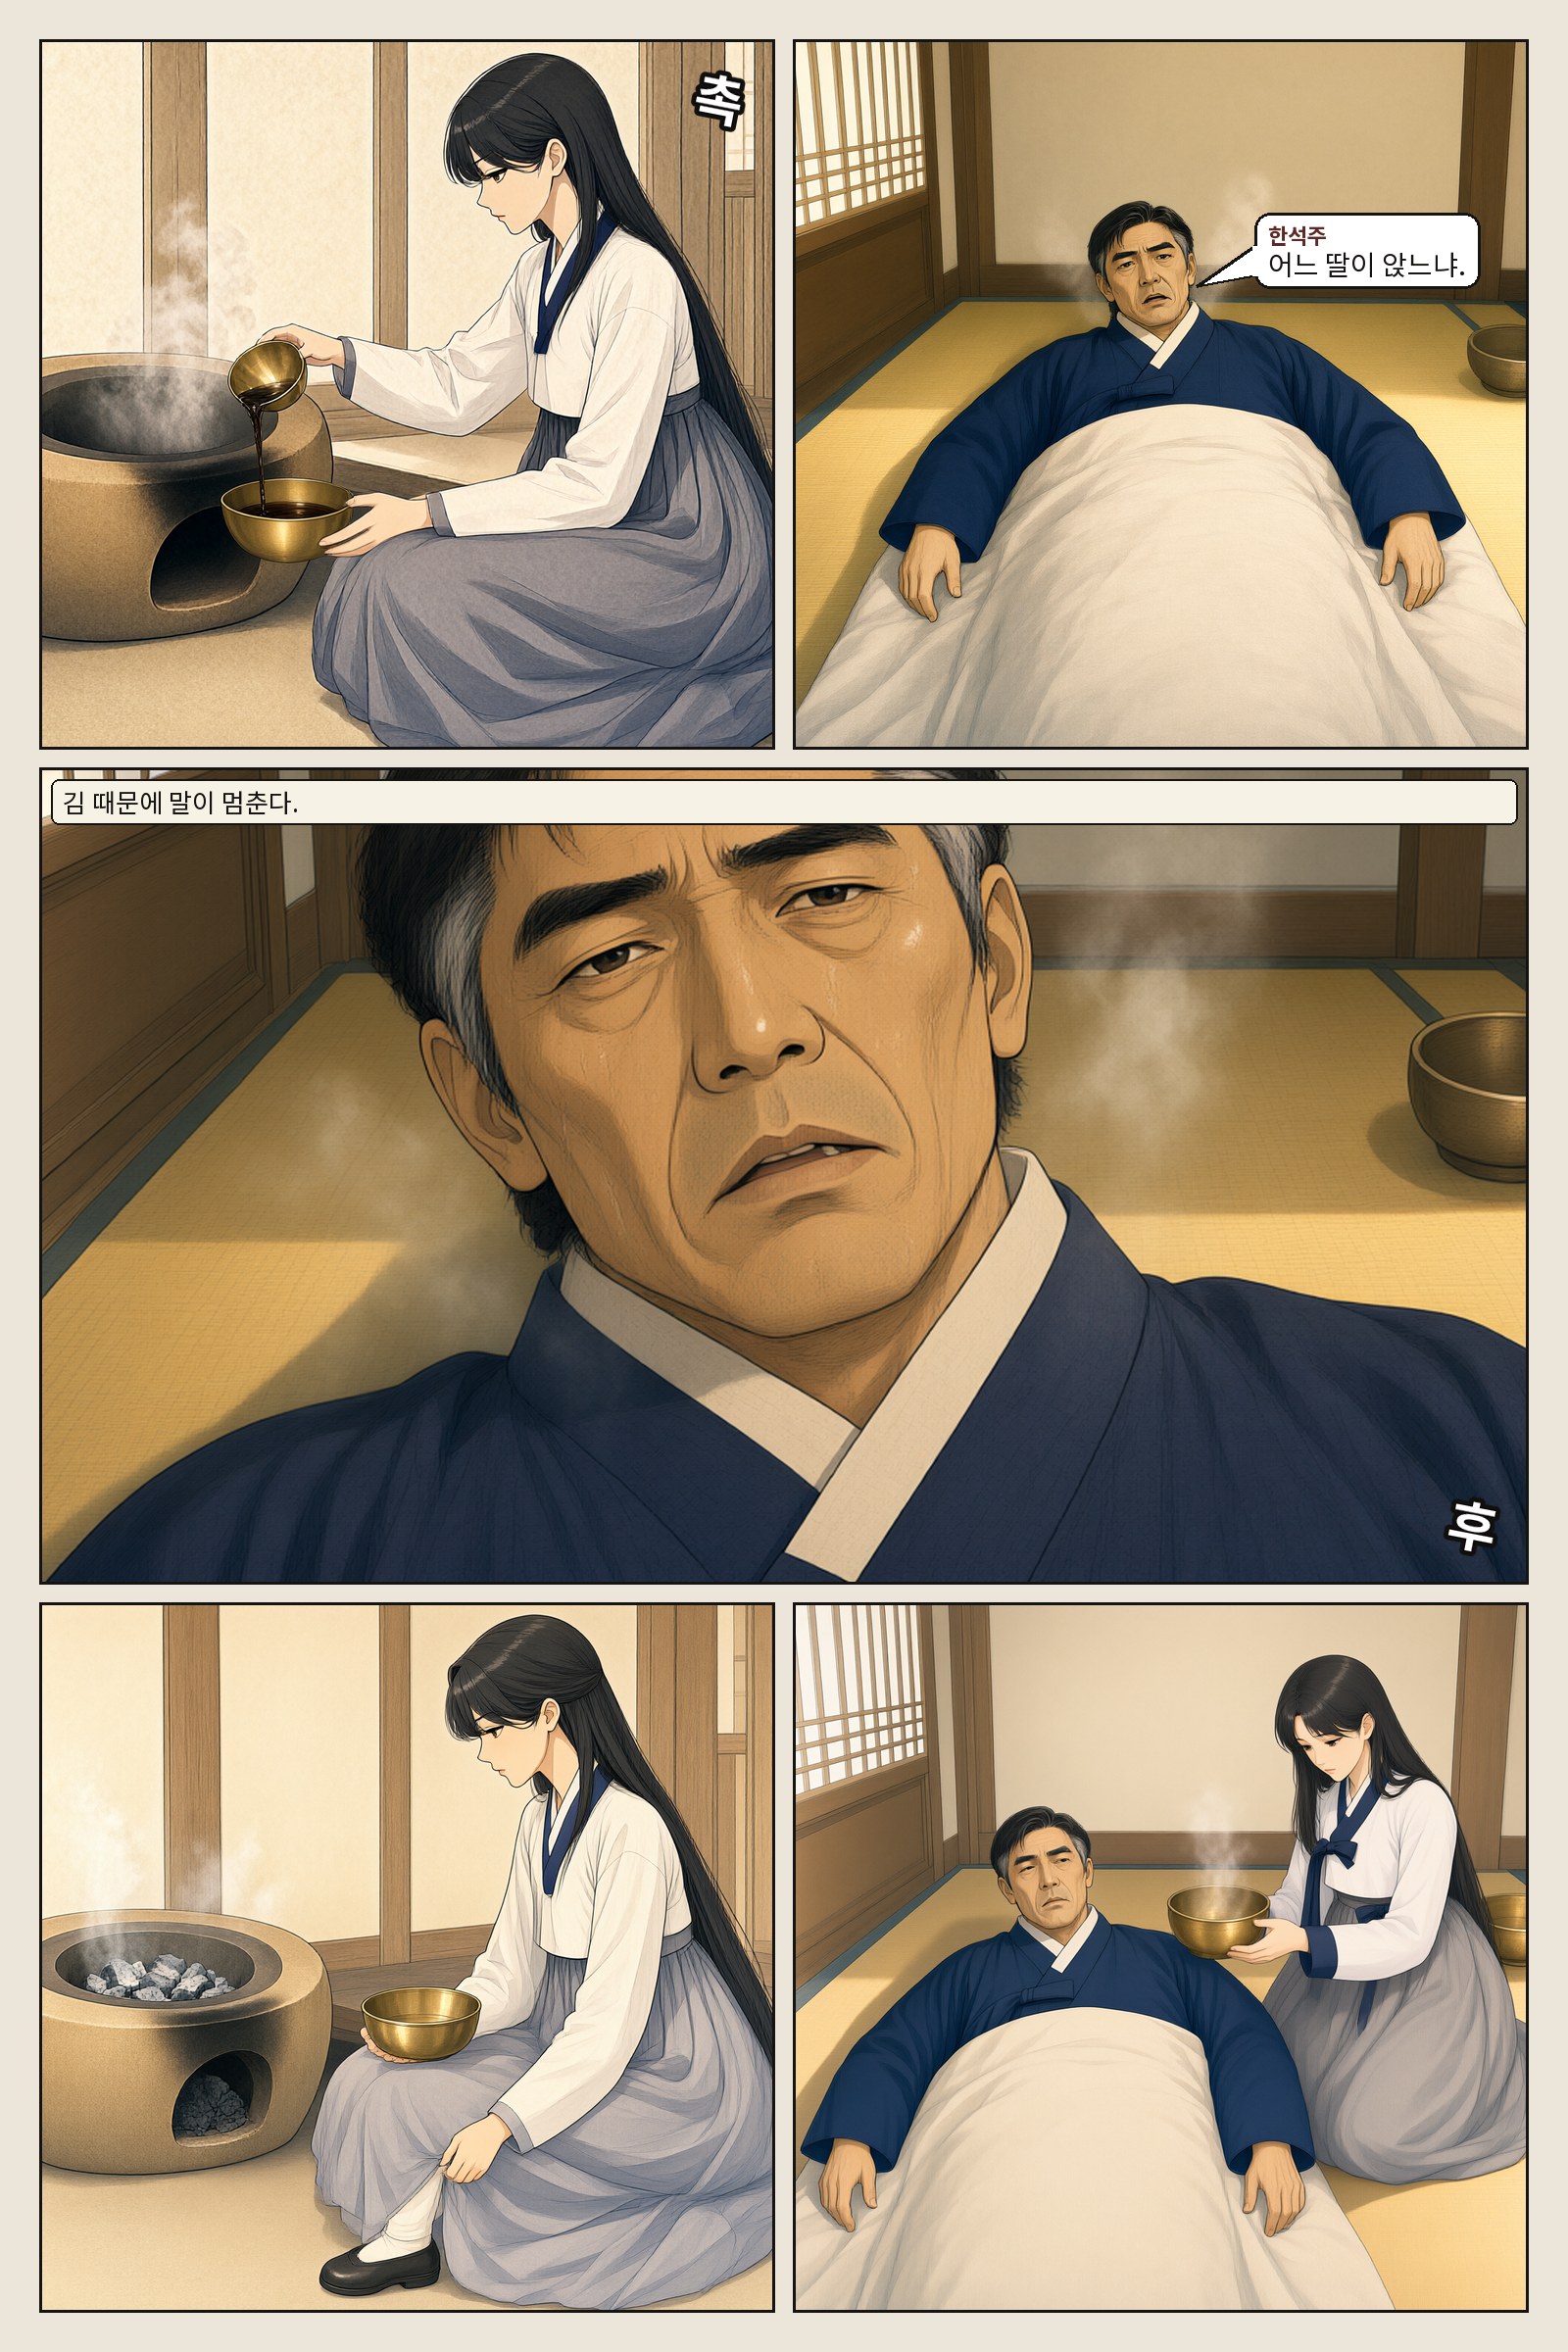 촉
한석주
어느 딸이 앉느냐.
김 때문에 말이 멈춘다.
후